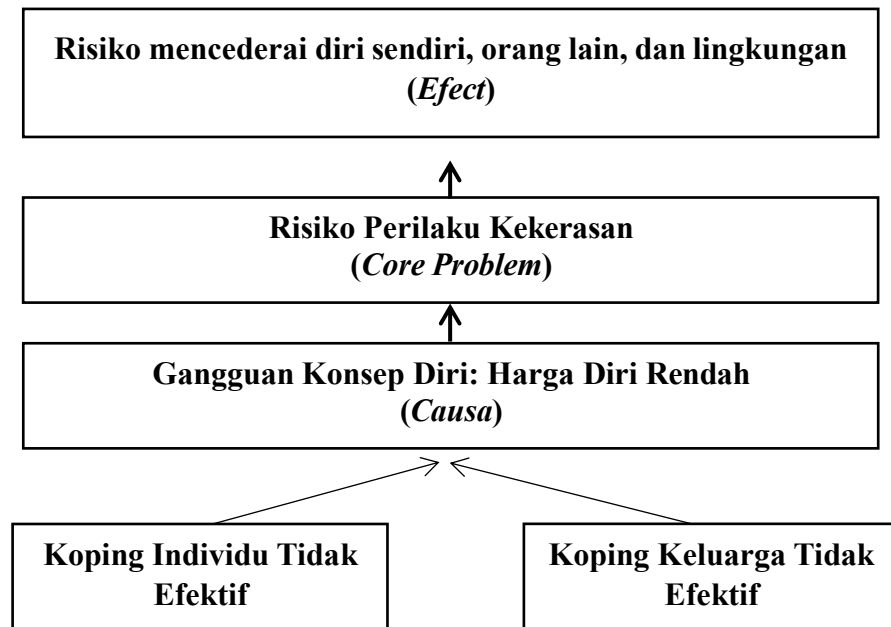 Risiko mencederai diri sendiri, orang lain, dan lingkungan
(Efect)
Risiko Perilaku Kekerasan
(Core Problem)
Gangguan Konsep Diri: Harga Diri Rendah
(Causa)
Koping Individu Tidak
Efektif
Koping Keluarga Tidak
Efektif